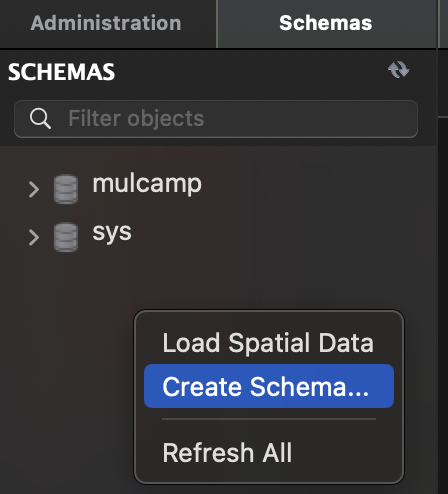 Administration
Schemas
SCHEMAS
Filter objects
mulcamp
sys
Load Spatial Data
Create Schema...
Refresh All